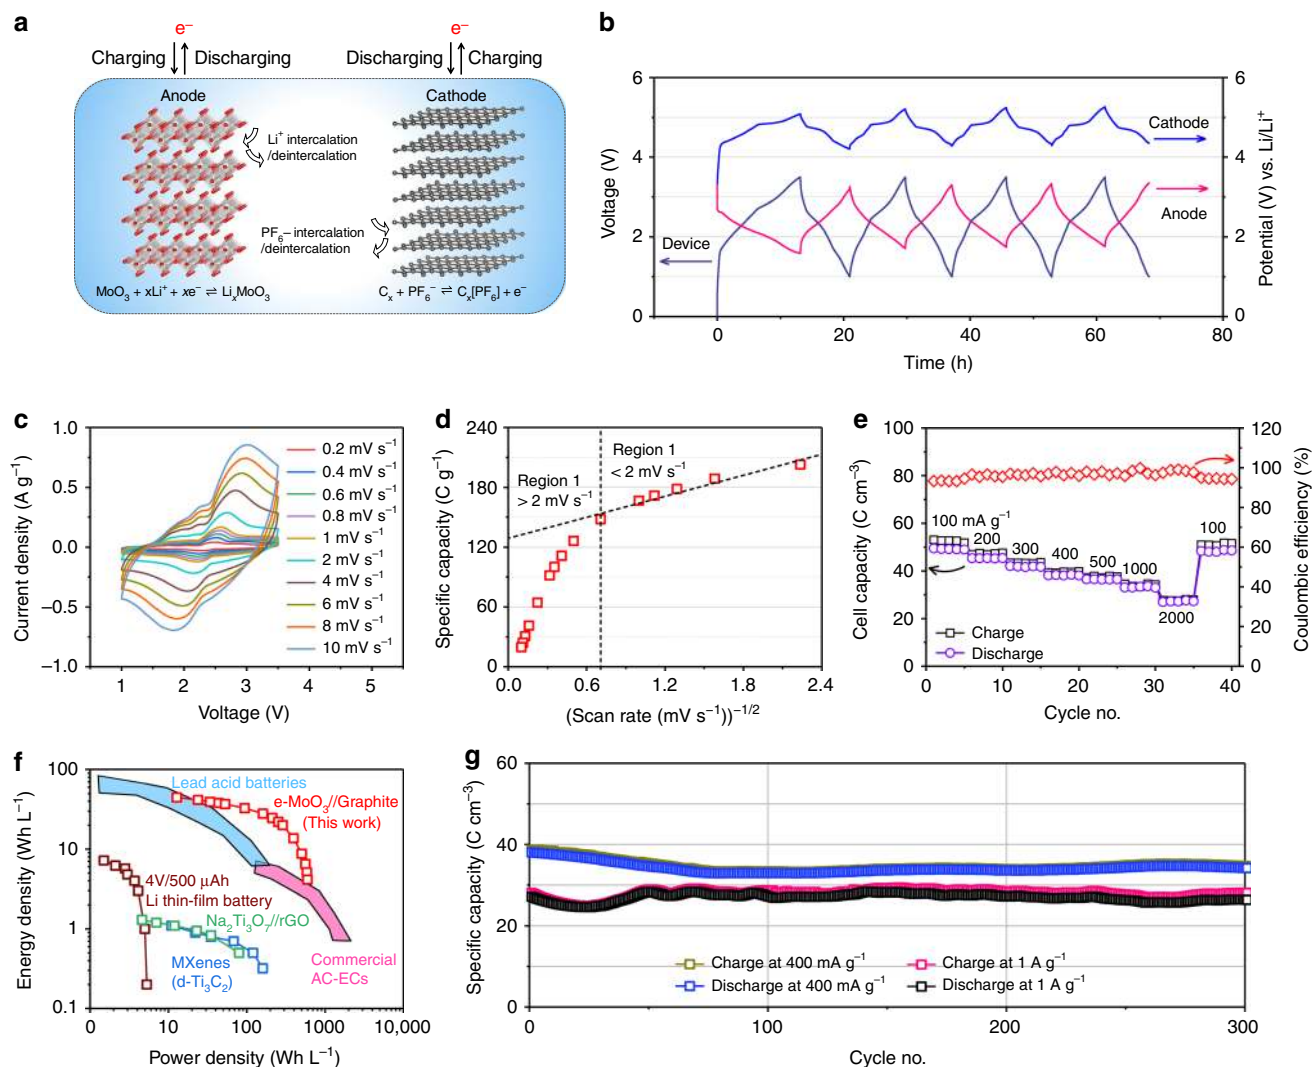 a
e⁻
e⁻
Charging
Discharging
Discharging
Charging
Anode
Cathode
Li⁺ intercalation
/deintercalation
PF₆– intercalation
/deintercalation
MoO₃ + xLi⁺ + xe⁻ ⇌ LiₓMoO₃
Cₓ + PF₆⁻ ⇌ Cₓ[PF₆] + e⁻
b
6
4
2
0
Voltage (V)
6
4
2
0
Potential (V) vs. Li/Li⁺
Cathode
Anode
Device
0
20
40
60
80
Time (h)
c
1.0
0.5
0.0
−0.5
−1.0
Current density (A g⁻¹)
0.2 mV s⁻¹
0.4 mV s⁻¹
0.6 mV s⁻¹
0.8 mV s⁻¹
1 mV s⁻¹
2 mV s⁻¹
4 mV s⁻¹
6 mV s⁻¹
8 mV s⁻¹
10 mV s⁻¹
1
2
3
4
5
Voltage (V)
d
240
180
120
60
0
Specific capacity (C g⁻¹)
Region 1
< 2 mV s⁻¹
Region 1
> 2 mV s⁻¹
0.0
0.6
1.2
1.8
2.4
(Scan rate (mV s⁻¹))⁻¹/²
e
100
80
60
40
20
0
Cell capacity (C cm⁻³)
120
100
80
60
40
20
0
Coulombic efficiency (%)
100 mA g⁻¹
200
300
400
500
1000
2000
100
Charge
Discharge
0
10
20
30
40
Cycle no.
f
100
10
1
0.1
Energy density (Wh L⁻¹)
Lead acid batteries
e-MoO₃//Graphite
(This work)
4V/500 μAh
Li thin-film battery
Na₂Ti₃O₇//rGO
MXenes
(d-Ti₃C₂)
Commercial
AC-ECs
0
10
100
1000
10,000
Power density (Wh L⁻¹)
g
60
40
20
0
Specific capacity (C cm⁻³)
Charge at 400 mA g⁻¹
Charge at 1 A g⁻¹
Discharge at 400 mA g⁻¹
Discharge at 1 A g⁻¹
0
100
200
300
Cycle no.